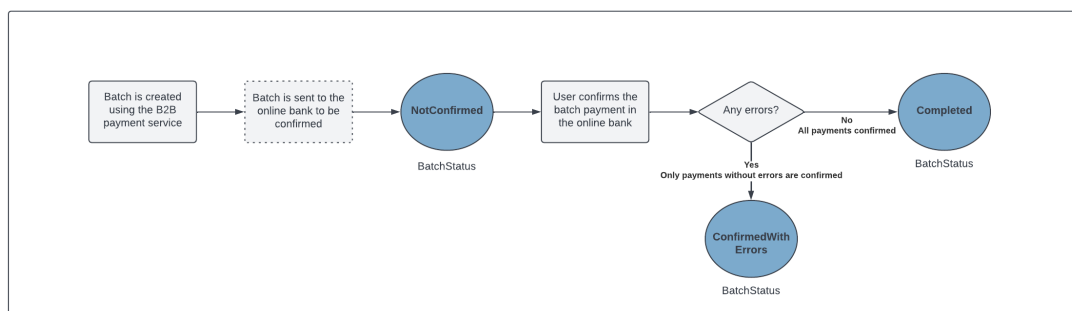 Batch is created
using the B2B
payment service
Batch is sent to the
online bank to be
confirmed
NotConfirmed
BatchStatus
User confirms the
batch payment in
the online bank
Any errors?
No
All payments confirmed
Completed
BatchStatus
Yes
Only payments without errors are confirmed
ConfirmedWith
Errors
BatchStatus